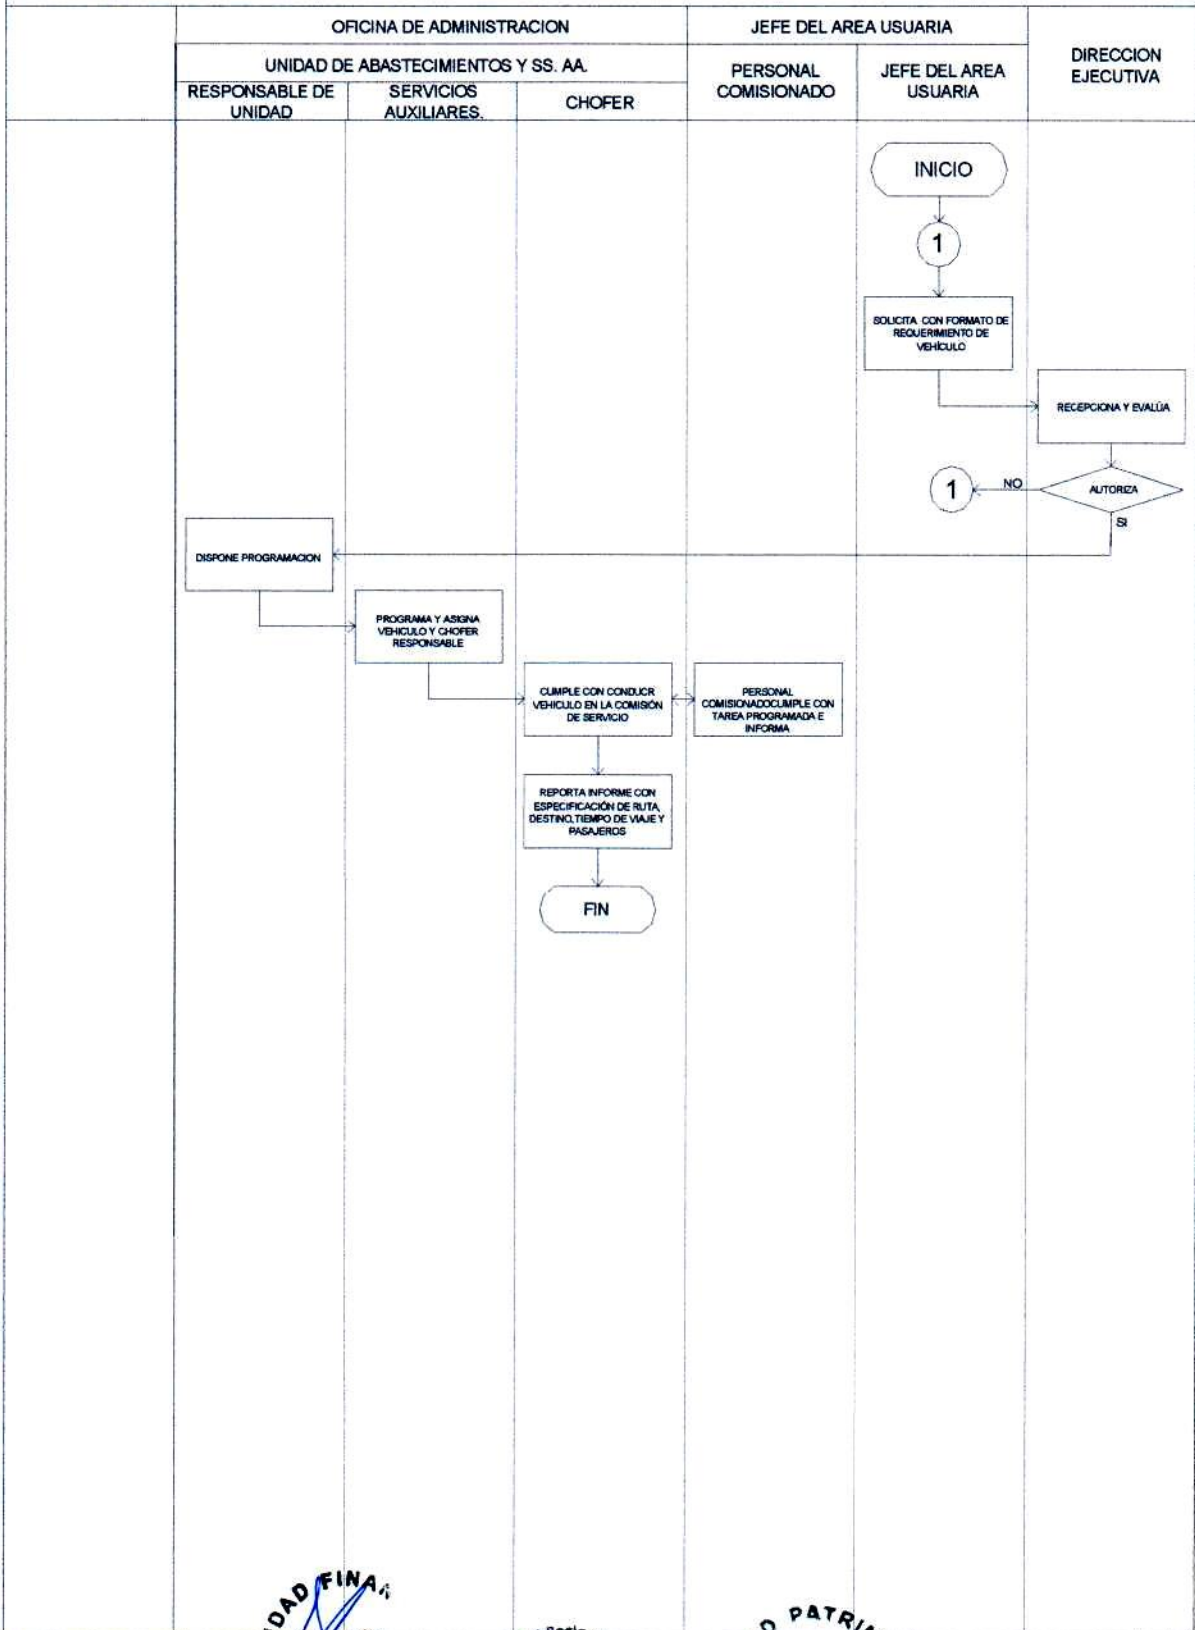 OFICINA DE ADMINISTRACION
JEFE DEL AREA USUARIA
DIRECCION
EJECUTIVA
UNIDAD DE ABASTECIMIENTOS Y SS. AA.
PERSONAL
COMISIONADO
JEFE DEL AREA
USUARIA
RESPONSABLE DE
UNIDAD
SERVICIOS
AUXILIARES.
CHOFER
INICIO
1
SOLICITA CON FORMATO DE
REQUERIMIENTO DE
VEHÍCULO
RECEPCIONA Y EVALÚA
1
NO
AUTORIZA
SI
DISPONE PROGRAMACION
PROGRAMA Y ASIGNA
VEHICULO Y CHOFER
RESPONSABLE
CUMPLE CON CONDUCR
VEHICULO EN LA COMISIÓN
DE SERVICIO
PERSONAL
COMISIONADOCUMPLE CON
TAREA PROGRAMADA E
INFORMA
REPORTA INFORME CON
ESPECIFICACIÓN DE RUTA,
DESTINO,TIEMPO DE VIAJE Y
PASAJEROS
FIN